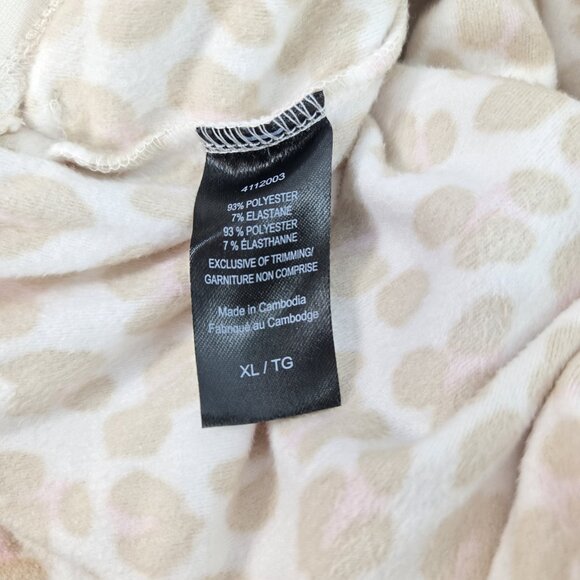 4112003
93% POLYESTER
7% ELASTANE
93 % POLYESTER
7 % ÉLASTHANNE
EXCLUSIVE OF TRIMMING/
GARNITURE NON COMPRISE
Made in Cambodia
Fabriqué au Cambodge
XL / TG